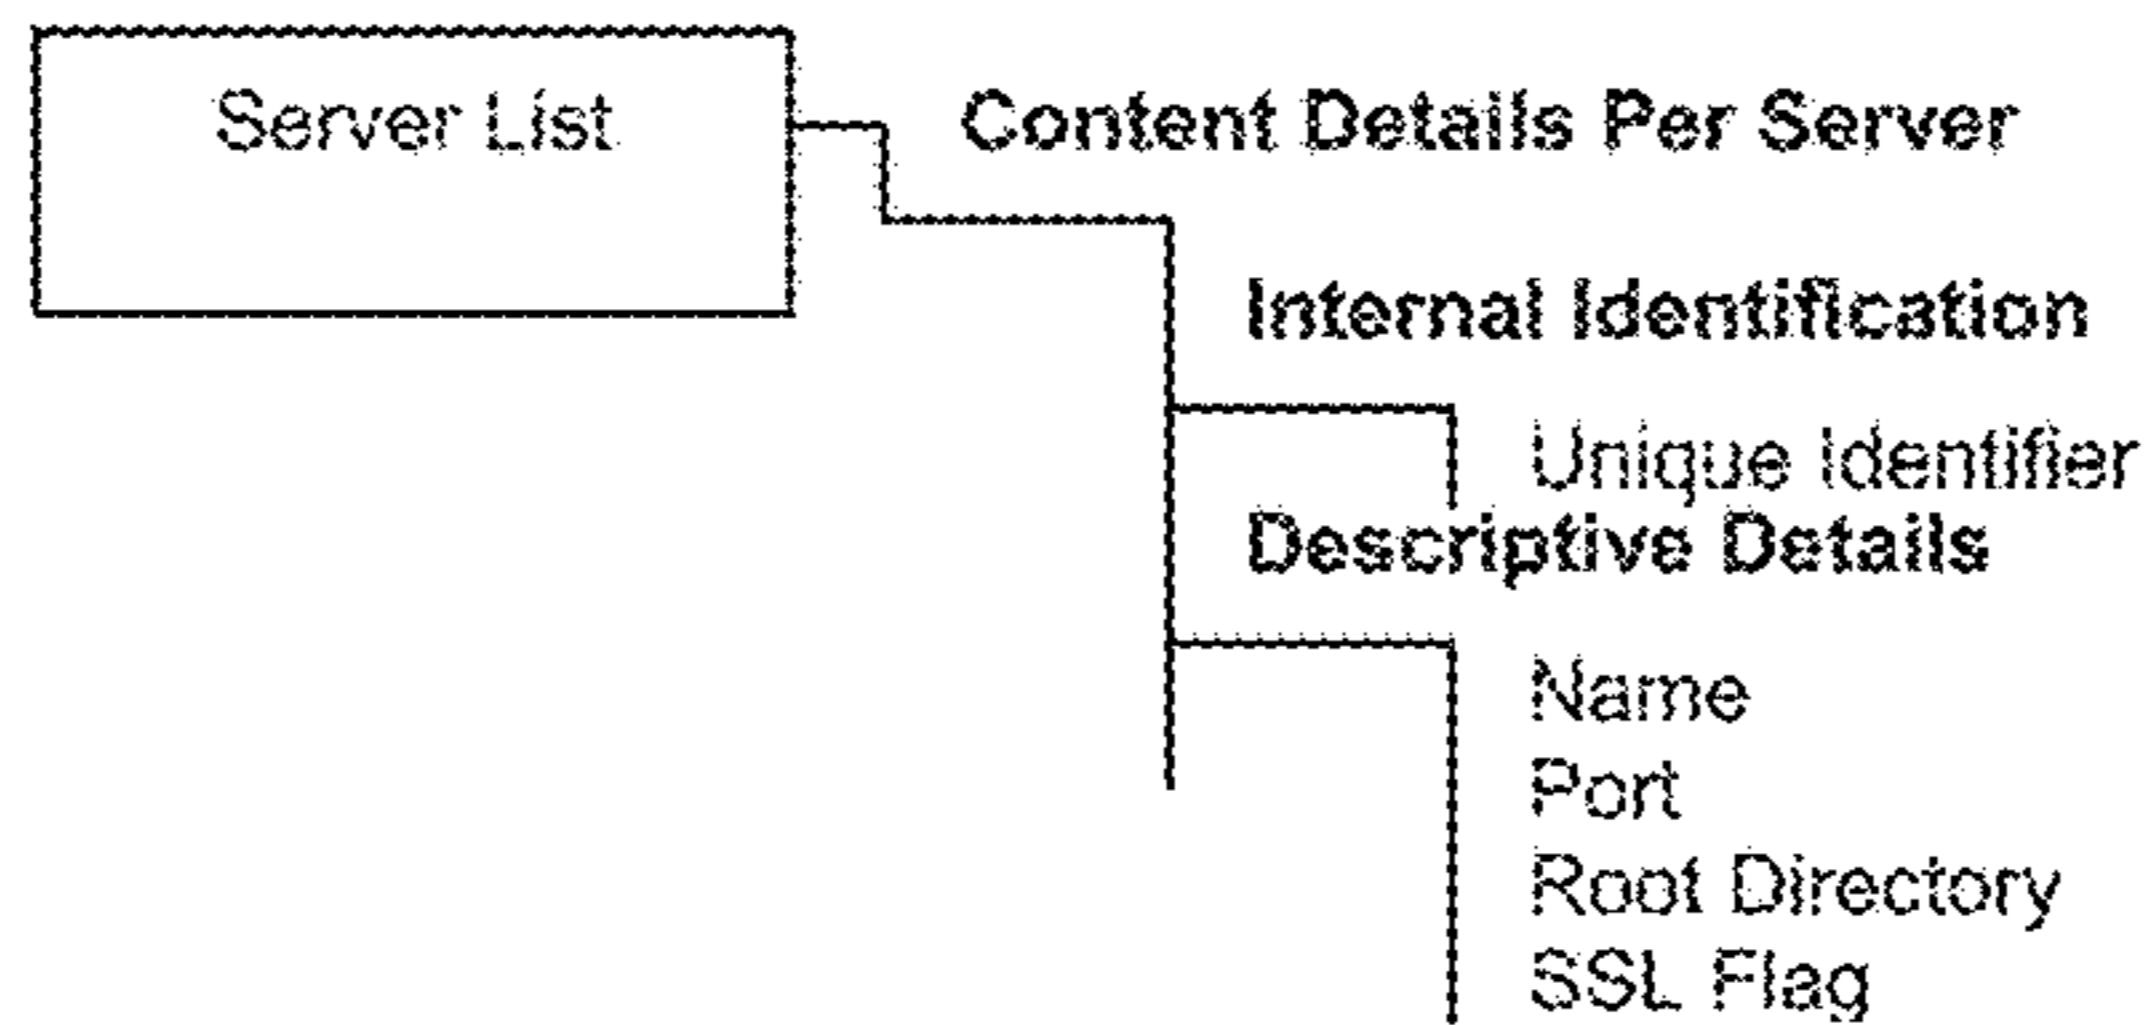 Server List
Content Details Per Server
Internal Identification
Unique Identifier
Descriptive Details
Name
Port
Root Directory
SSL Flag